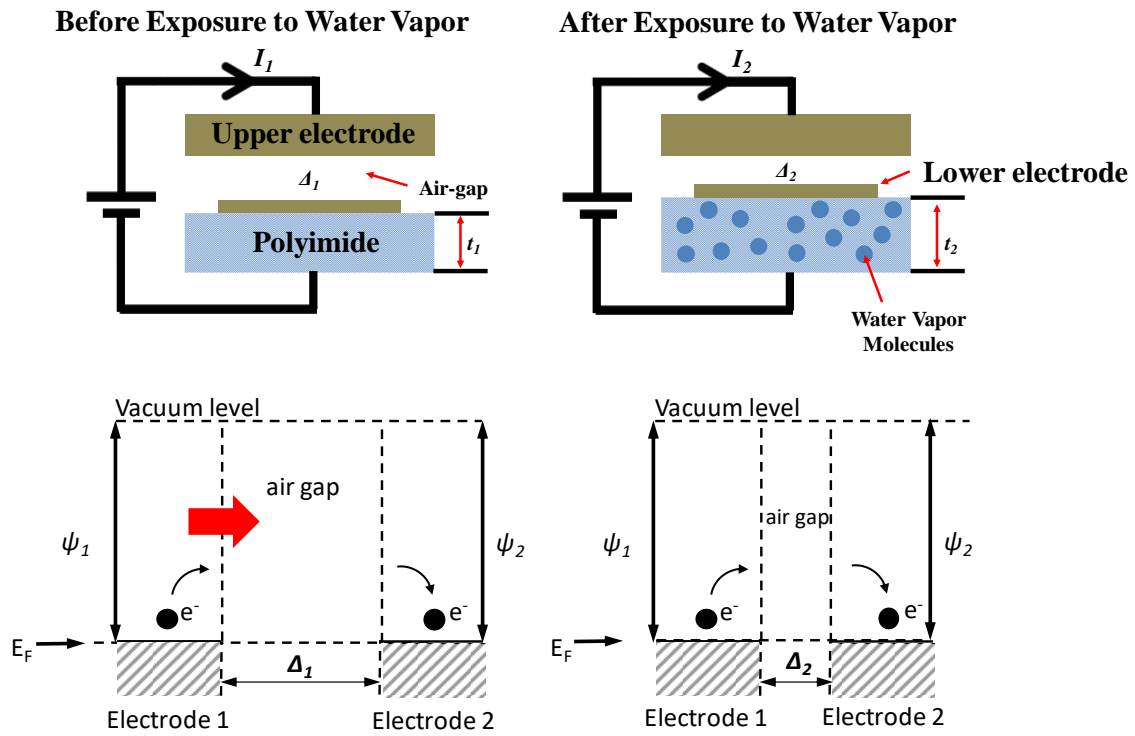 Before Exposure to Water Vapor
I₁
Upper electrode
Δ₁
Air-gap
Polyimide
t₁
After Exposure to Water Vapor
I₂
Δ₂
Lower electrode
t₂
Water Vapor
Molecules
Vacuum level
air gap
ψ₁
ψ₂
e⁻
e⁻
E_F
Δ₁
Electrode 1
Electrode 2
Vacuum level
air gap
ψ₁
ψ₂
e⁻
e⁻
E_F
Δ₂
Electrode 1
Electrode 2